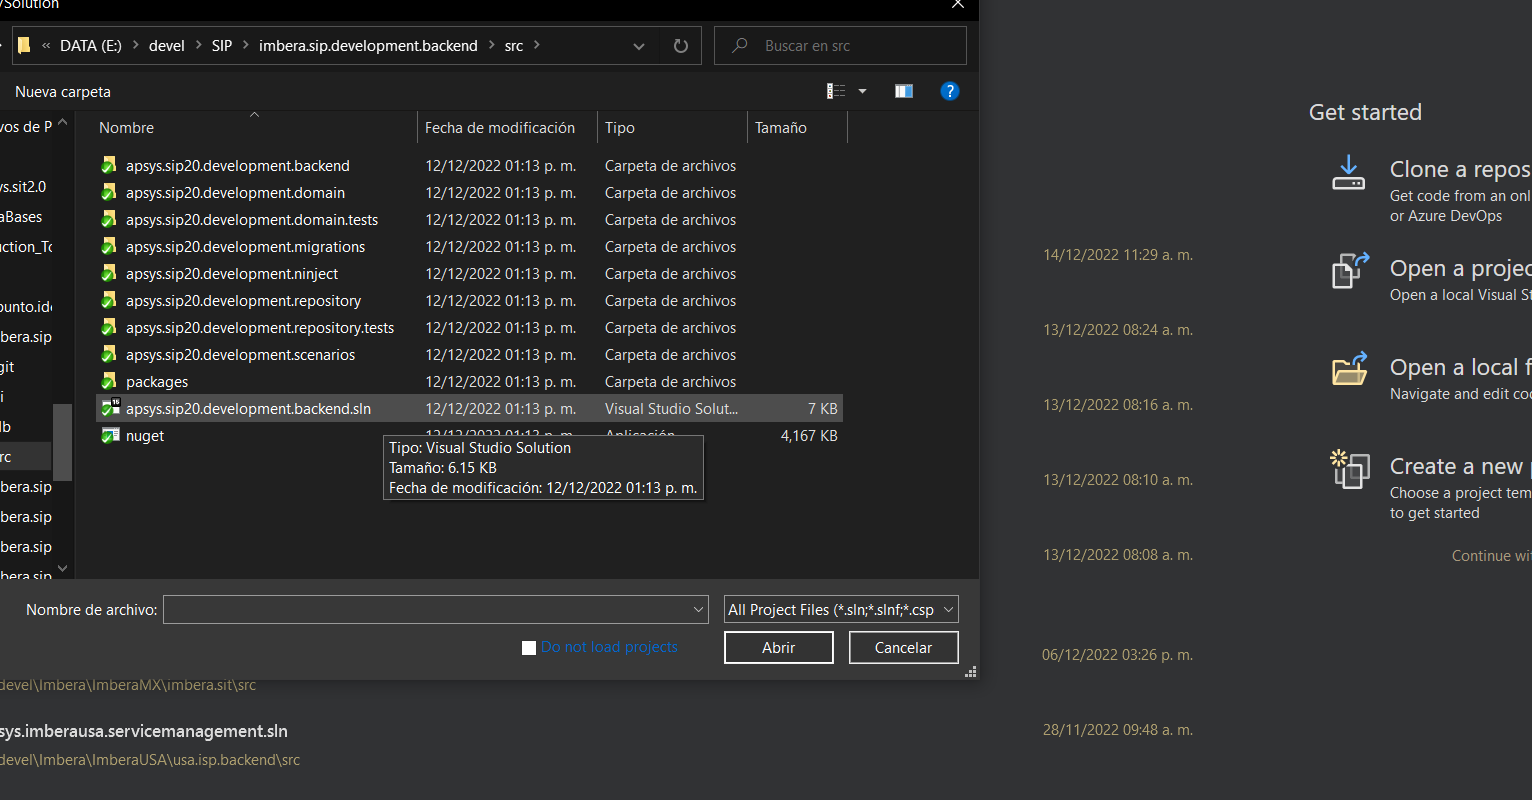 /Solution
« DATA (E:) > devel > SIP > imbera.sip.development.backend > src >
Buscar en src
Nueva carpeta
vos de P
s.sit2.0
aBases
uction_To
punto.ide
mbera.sip
git
i
db
rc
mbera.sip
mbera.sip
mbera.sip
mbera.sip
Nombre Fecha de modificación Tipo Tamaño
apsys.sip20.development.backend 12/12/2022 01:13 p. m. Carpeta de archivos
apsys.sip20.development.domain 12/12/2022 01:13 p. m. Carpeta de archivos
apsys.sip20.development.domain.tests 12/12/2022 01:13 p. m. Carpeta de archivos
apsys.sip20.development.migrations 12/12/2022 01:13 p. m. Carpeta de archivos
apsys.sip20.development.ninject 12/12/2022 01:13 p. m. Carpeta de archivos
apsys.sip20.development.repository 12/12/2022 01:13 p. m. Carpeta de archivos
apsys.sip20.development.repository.tests 12/12/2022 01:13 p. m. Carpeta de archivos
apsys.sip20.development.scenarios 12/12/2022 01:13 p. m. Carpeta de archivos
packages 12/12/2022 01:13 p. m. Carpeta de archivos
apsys.sip20.development.backend.sln 12/12/2022 01:13 p. m. Visual Studio Solut... 7 KB
nuget 12/12/2022 01:13 p. m. Aplicación 4,167 KB
Tipo: Visual Studio Solution
Tamaño: 6.15 KB
Fecha de modificación: 12/12/2022 01:13 p. m.
Nombre de archivo:
All Project Files (*.sln;*.slnf;*.csp
Do not load projects
Abrir
Cancelar
devel\Imbera\ImberaMX\imbera.sit\src
sys.imberausa.servicemanagement.sln
devel\Imbera\ImberaUSA\usa.isp.backend\src
14/12/2022 11:29 a. m.
13/12/2022 08:24 a. m.
13/12/2022 08:16 a. m.
13/12/2022 08:10 a. m.
13/12/2022 08:08 a. m.
06/12/2022 03:26 p. m.
28/11/2022 09:48 a. m.
Get started
Clone a repos
Get code from an onl
or Azure DevOps
Open a projec
Open a local Visual St
Open a local f
Navigate and edit cod
Create a new p
Choose a project tem
to get started
Continue wit